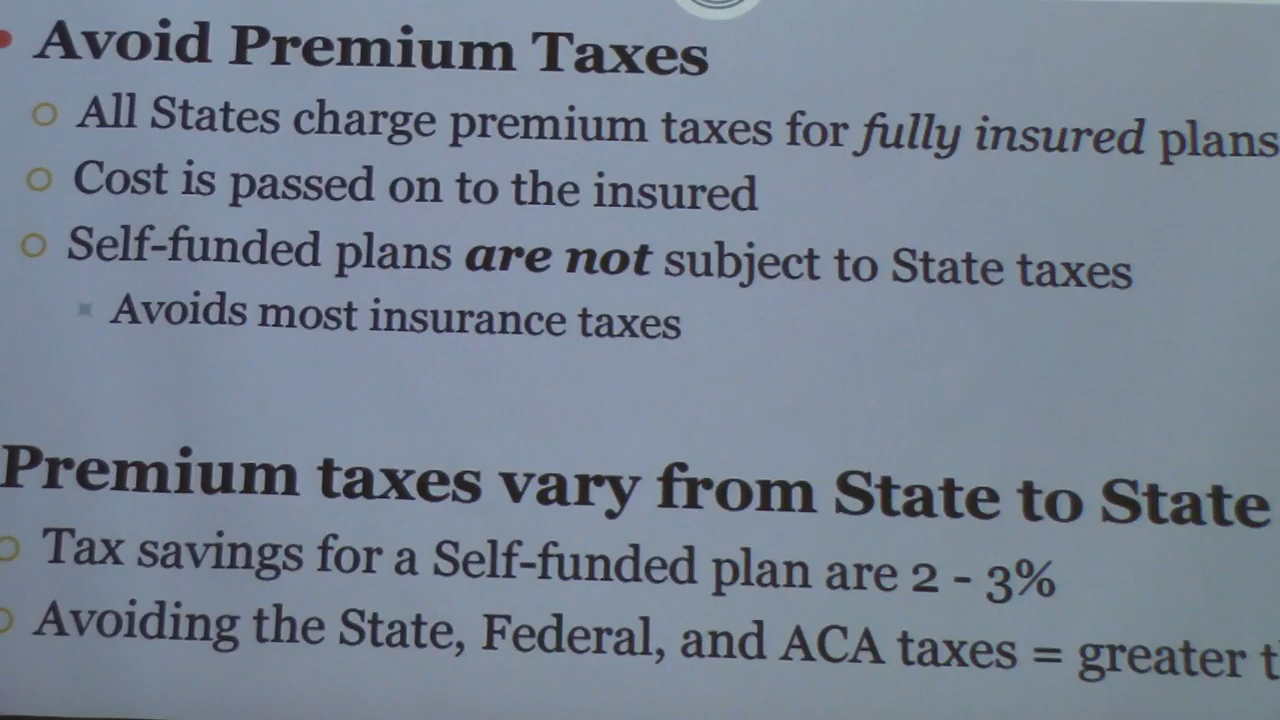 Avoid Premium Taxes
All States charge premium taxes for fully insured plans
Cost is passed on to the insured
Self-funded plans are not subject to State taxes
Avoids most insurance taxes
Premium taxes vary from State to State
Tax savings for a Self-funded plan are 2 - 3%
Avoiding the State, Federal, and ACA taxes = greater